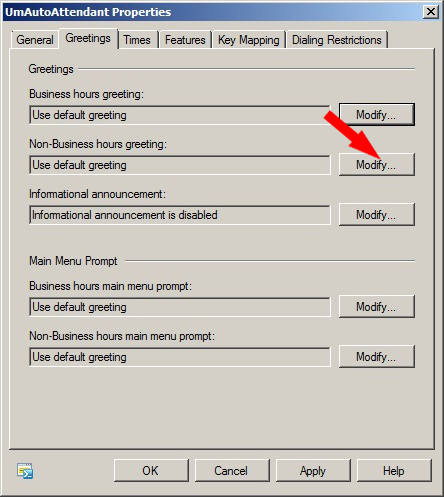 UmAutoAttendant Properties
General Greetings Times Features Key Mapping Dialing Restrictions
Greetings
Business hours greeting:
Use default greeting Modify...
Non-Business hours greeting:
Use default greeting Modify...
Informational announcement:
Informational announcement is disabled Modify...
Main Menu Prompt
Business hours main menu prompt:
Use default greeting Modify...
Non-Business hours main menu prompt:
Use default greeting Modify...
OK Cancel Apply Help